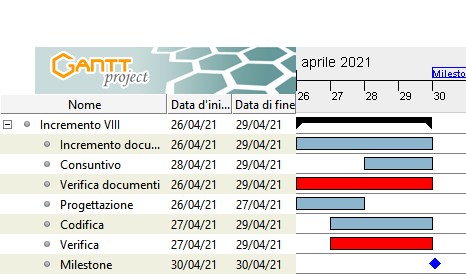 GANTT project
aprile 2021
Milesto
26 27 28 29 30
Nome Data d'ini... Data di fine
Incremento VIII 26/04/21 29/04/21
Incremento docu... 26/04/21 29/04/21
Consuntivo 28/04/21 29/04/21
Verifica documenti 26/04/21 29/04/21
Progettazione 26/04/21 27/04/21
Codifica 27/04/21 29/04/21
Verifica 27/04/21 29/04/21
Milestone 30/04/21 30/04/21